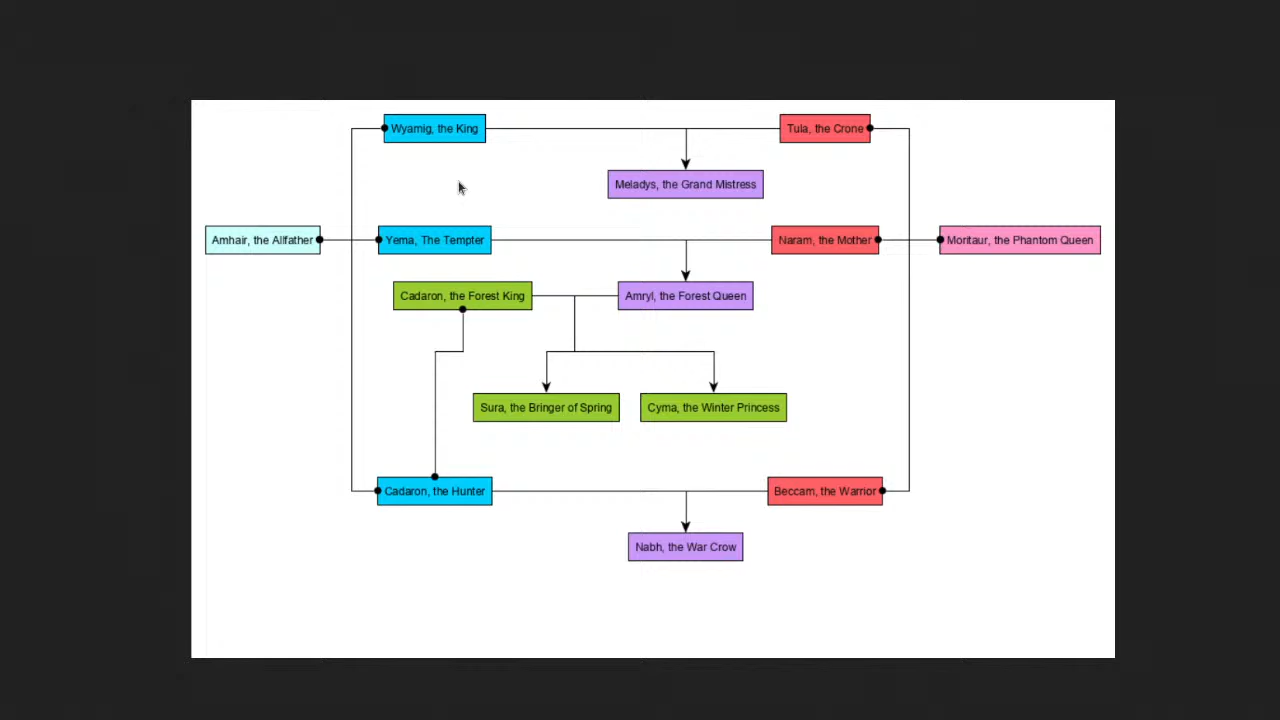 Wyamig, the King
Tula, the Crone
Meladys, the Grand Mistress
Amhair, the Allfather
Yema, The Tempter
Naram, the Mother
Moritaur, the Phantom Queen
Cadaron, the Forest King
Amryl, the Forest Queen
Sura, the Bringer of Spring
Cyma, the Winter Princess
Cadaron, the Hunter
Beccam, the Warrior
Nabh, the War Crow